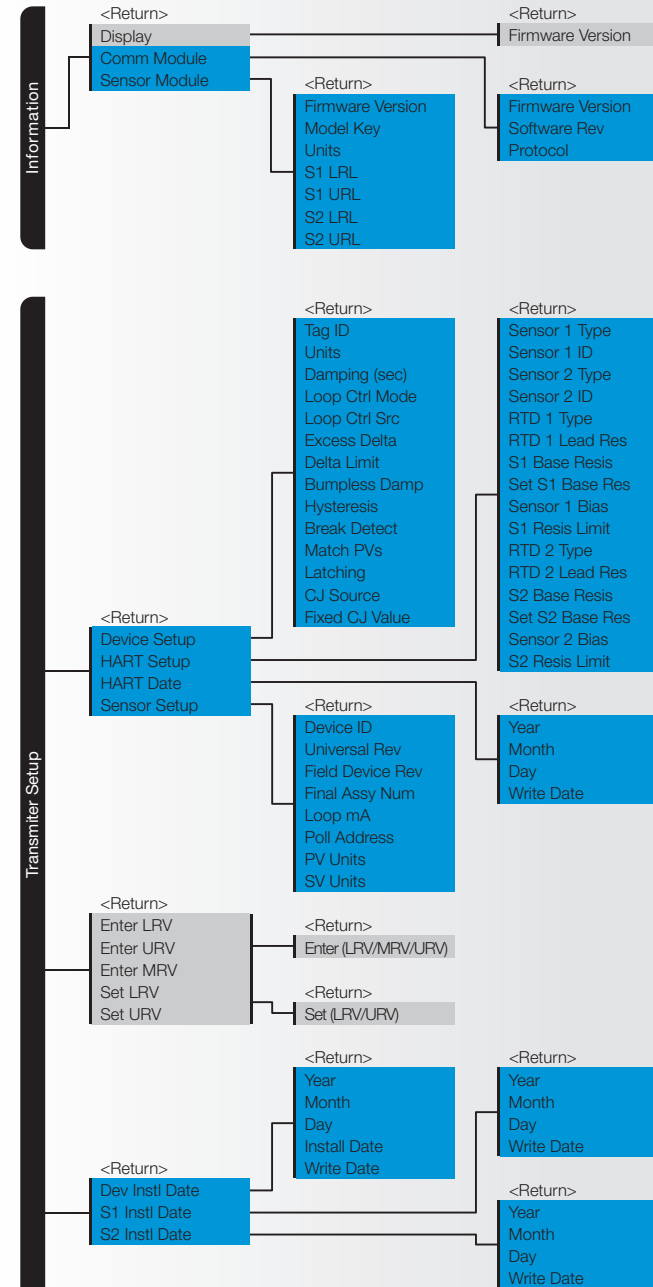 Information
<Return>
Display
Comm Module
Sensor Module
<Return>
Firmware Version
<Return>
Firmware Version
Model Key
Units
S1 LRL
S1 URL
S2 LRL
S2 URL
<Return>
Firmware Version
Software Rev
Protocol
Transmiter Setup
<Return>
Device Setup
HART Setup
HART Date
Sensor Setup
<Return>
Tag ID
Units
Damping (sec)
Loop Ctrl Mode
Loop Ctrl Src
Excess Delta
Delta Limit
Bumpless Damp
Hysteresis
Break Detect
Match PVs
Latching
CJ Source
Fixed CJ Value
<Return>
Sensor 1 Type
Sensor 1 ID
Sensor 2 Type
Sensor 2 ID
RTD 1 Type
RTD 1 Lead Res
S1 Base Resis
Set S1 Base Res
Sensor 1 Bias
S1 Resis Limit
RTD 2 Type
RTD 2 Lead Res
S2 Base Resis
Set S2 Base Res
Sensor 2 Bias
S2 Resis Limit
<Return>
Device ID
Universal Rev
Field Device Rev
Final Assy Num
Loop mA
Poll Address
PV Units
SV Units
<Return>
Year
Month
Day
Write Date
<Return>
Enter LRV
Enter URV
Enter MRV
Set LRV
Set URV
<Return>
Enter (LRV/MRV/URV)
<Return>
Set (LRV/URV)
<Return>
Dev Instl Date
S1 Instl Date
S2 Instl Date
<Return>
Year
Month
Day
Install Date
Write Date
<Return>
Year
Month
Day
Write Date
<Return>
Year
Month
Day
Write Date